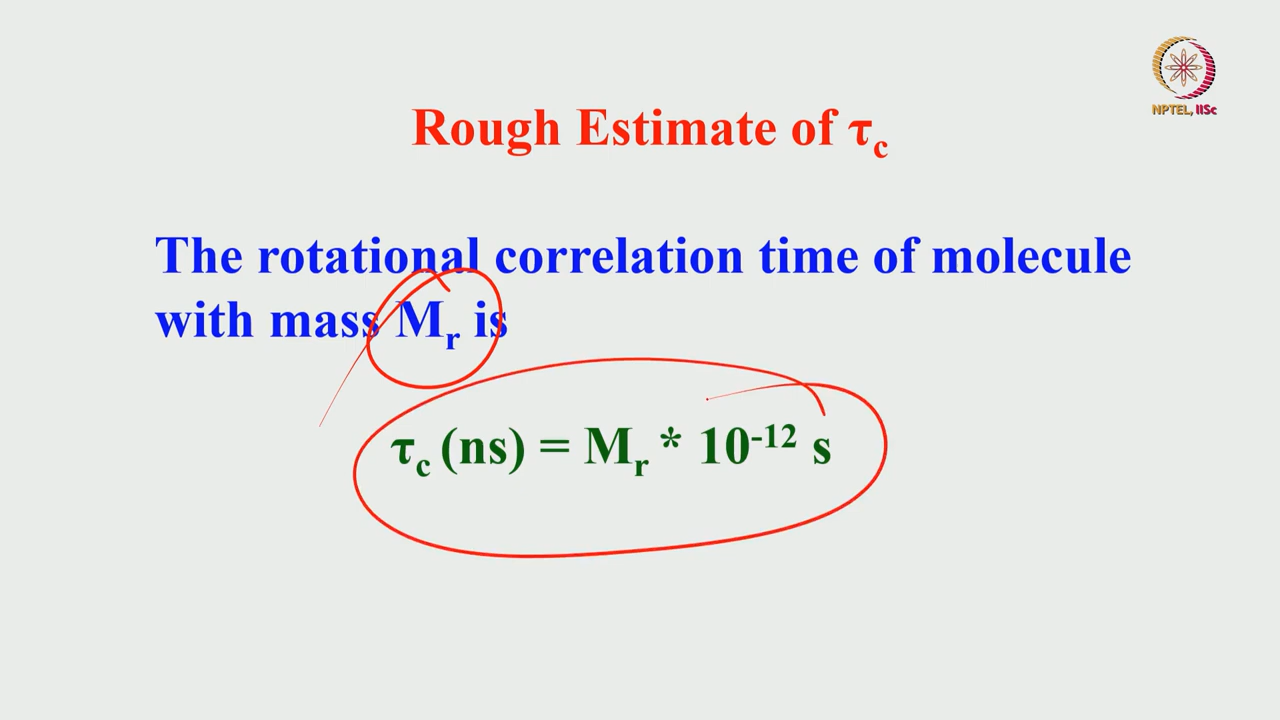 NPTEL, IISc
Rough Estimate of τc
The rotational correlation time of molecule
with mass Mr is
τc (ns) = Mr * 10-12 s